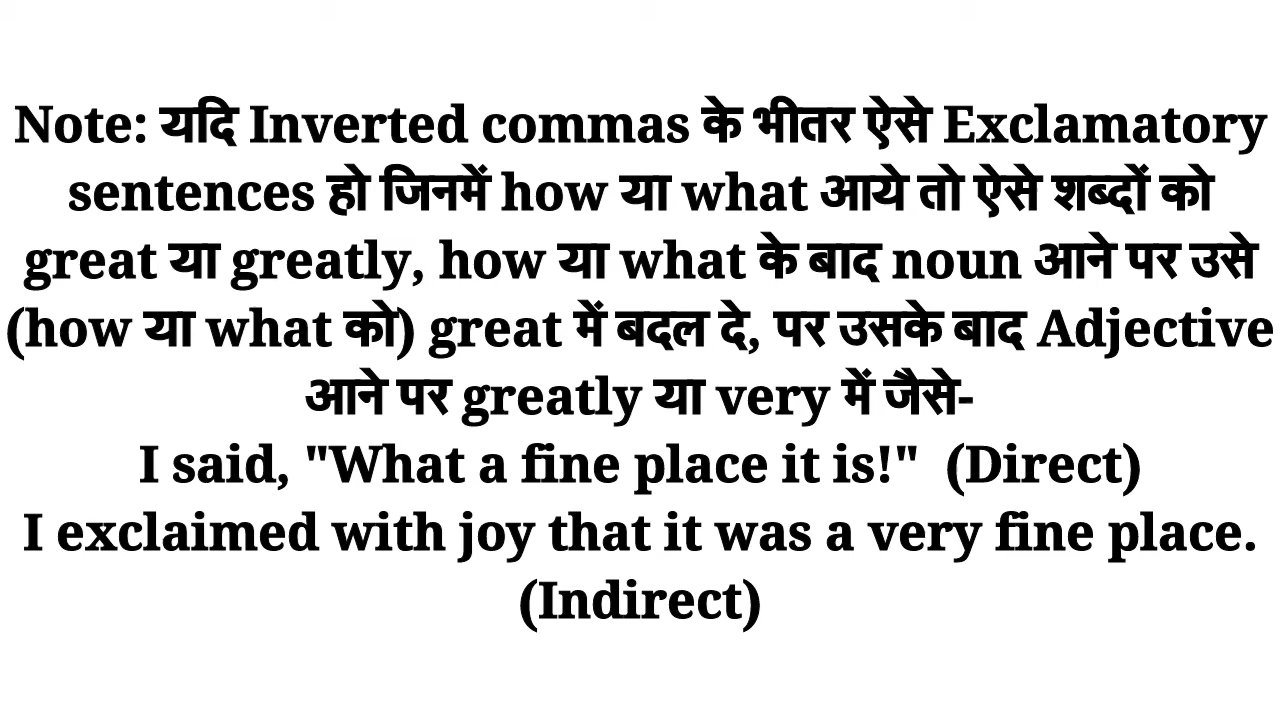 Note: यदि Inverted commas के भीतर ऐसे Exclamatory
sentences हो जिनमें how या what आये तो ऐसे शब्दों को
great या greatly, how या what के बाद noun आने पर उसे
(how या what को) great में बदल दे, पर उसके बाद Adjective
आने पर greatly या very में जैसे-
I said, "What a fine place it is!"  (Direct)
I exclaimed with joy that it was a very fine place.
(Indirect)